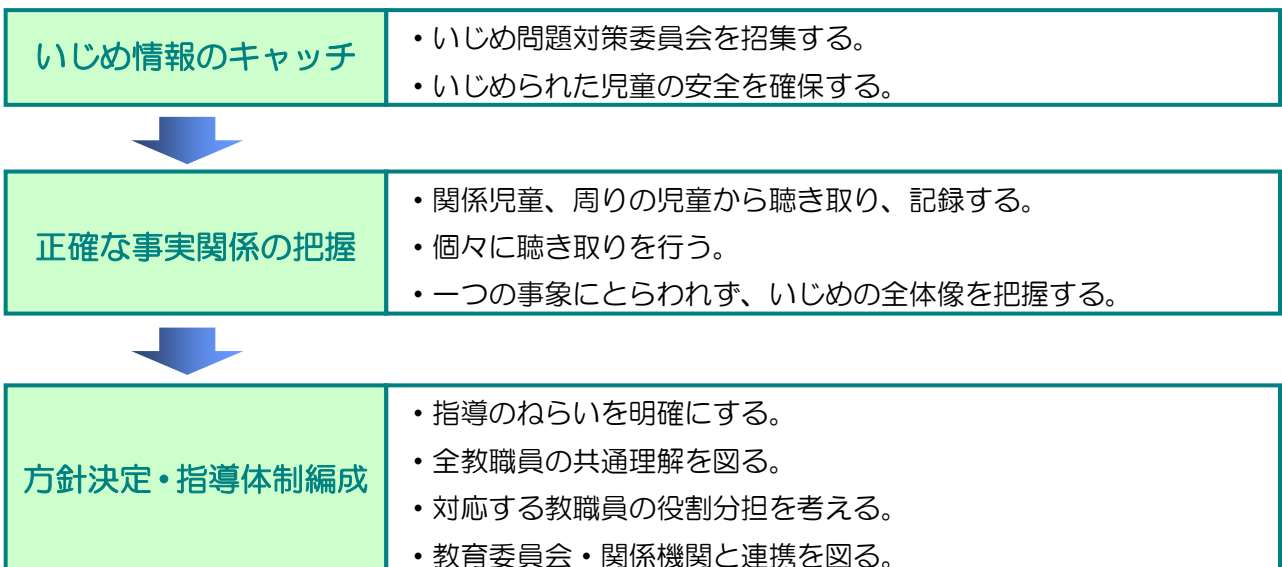 いじめ情報のキャッチ
・いじめ問題対策委員会を招集する。
・いじめられた児童の安全を確保する。
正確な事実関係の把握
・関係児童、周りの児童から聴き取り、記録する。
・個々に聴き取りを行う。
・一つの事象にとらわれず、いじめの全体像を把握する。
方針決定・指導体制編成
・指導のねらいを明確にする。
・全教職員の共通理解を図る。
・対応する教職員の役割分担を考える。
・教育委員会・関係機関と連携を図る。